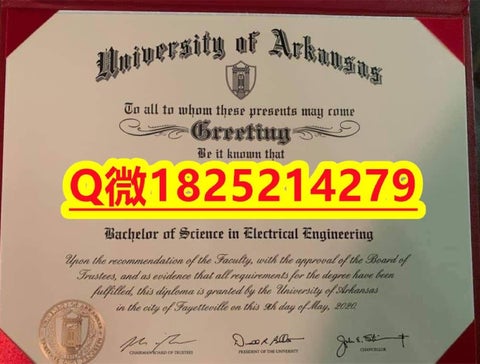 University of Arkansas
To all to whom these presents may come
Greeting
Be it known that
Q微1825214279
Bachelor of Science in Electrical Engineering
Upon the recommendation of the Faculty, with the approval of the Board of
Trustees, and as evidence that all requirements for the degree have been
fulfilled, this diploma is granted by the University of Arkansas
in the city of Fayetteville on this 9th day of May, 2020.
CHAIRMAN BOARD OF TRUSTEES
PRESIDENT OF THE UNIVERSITY
CHANCELLOR